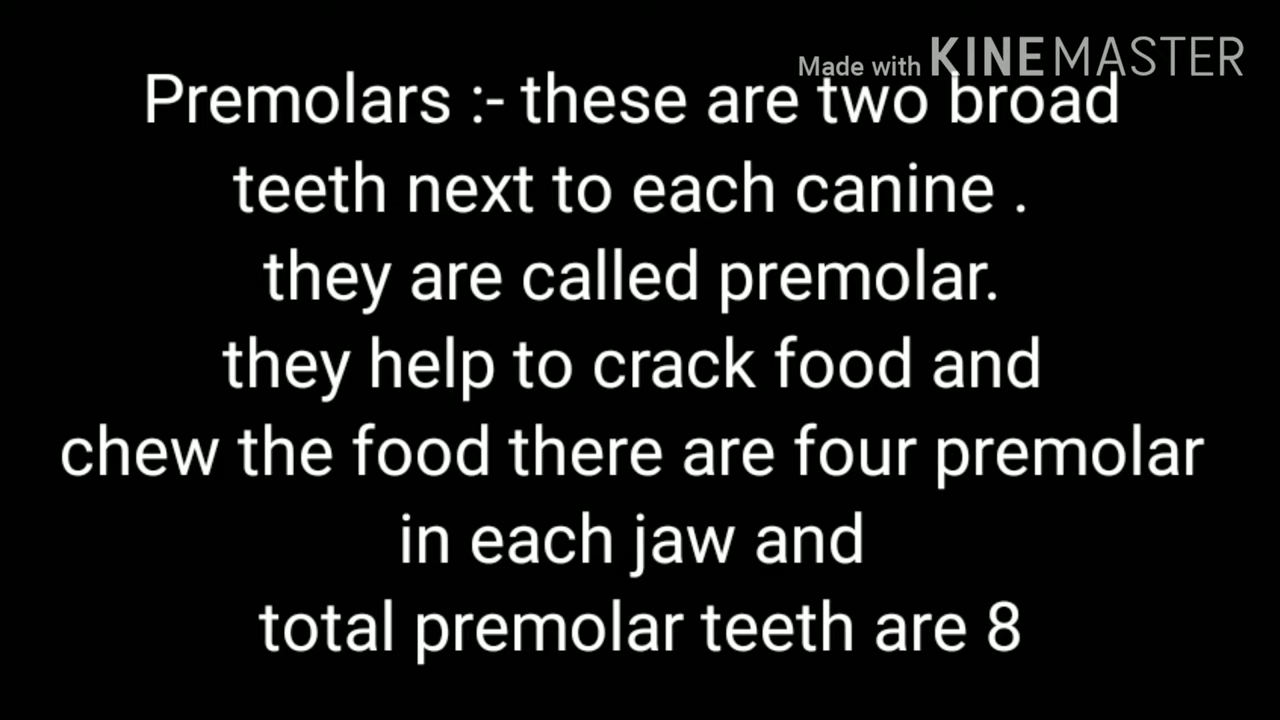 Made with KINEMASTER
Premolars :- these are two broad
teeth next to each canine .
they are called premolar.
they help to crack food and
chew the food there are four premolar
in each jaw and
total premolar teeth are 8